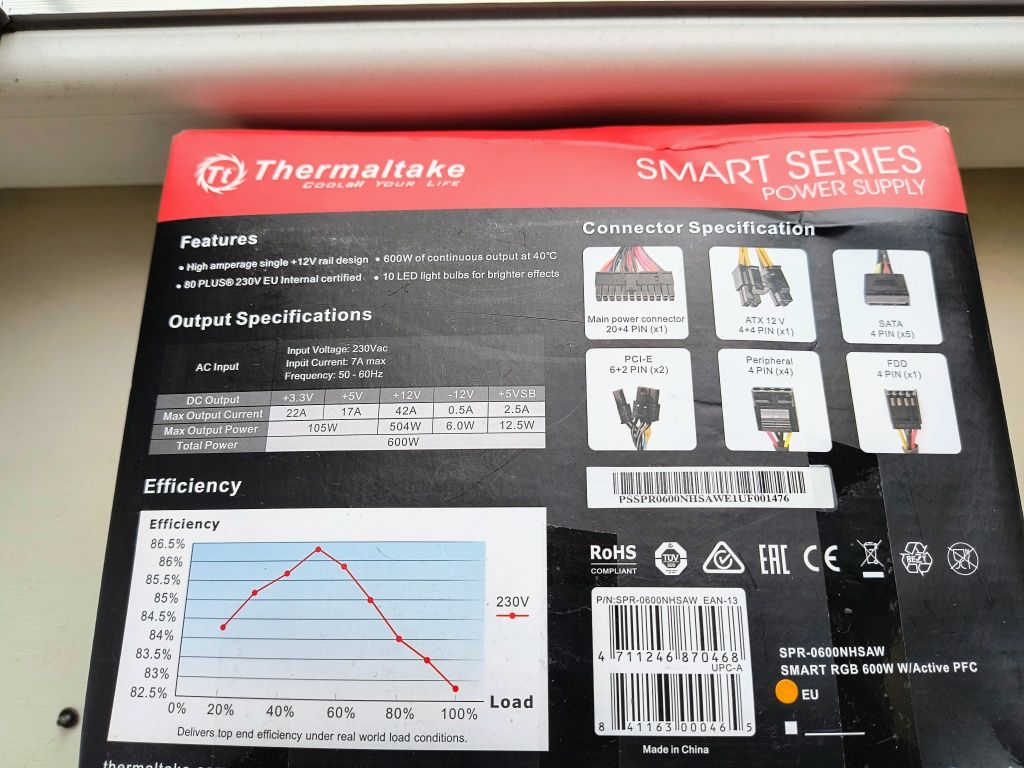 Tt Thermaltake
COOLall YOUR LIFE
SMART SERIES
POWER SUPPLY
Features
• High amperage single +12V rail design • 600W of continuous output at 40℃
• 80 PLUS® 230V EU Internal certified • 10 LED light bulbs for brighter effects
Output Specifications
AC Input
Input Voltage: 230Vac
Input Current: 7A max
Frequency: 50 - 60Hz
DC Output +3.3V +5V +12V -12V +5VSB
Max Output Current 22A 17A 42A 0.5A 2.5A
Max Output Power 105W 504W 6.0W 12.5W
Total Power 600W
Efficiency
Efficiency
86.5%
86%
85.5%
85%
84.5%
84%
83.5%
83%
82.5%
0% 20% 40% 60% 80% 100%
Load
230V
Delivers top end efficiency under real world load conditions.
Connector Specification
Main power connector
20+4 PIN (x1)
ATX 12 V
4+4 PIN (x1)
SATA
4 PIN (x5)
PCI-E
6+2 PIN (x2)
Peripheral
4 PIN (x4)
FDD
4 PIN (x1)
PSSPR0600NHSAWE1UF001476
RoHS
COMPLIANT
TÜV
EAC
CE
P/N:SPR-0600NHSAW EAN-13
4 711246 870468
UPC-A
8 41163 00046 5
Made in China
SPR-0600NHSAW
SMART RGB 600W W/Active PFC
EU